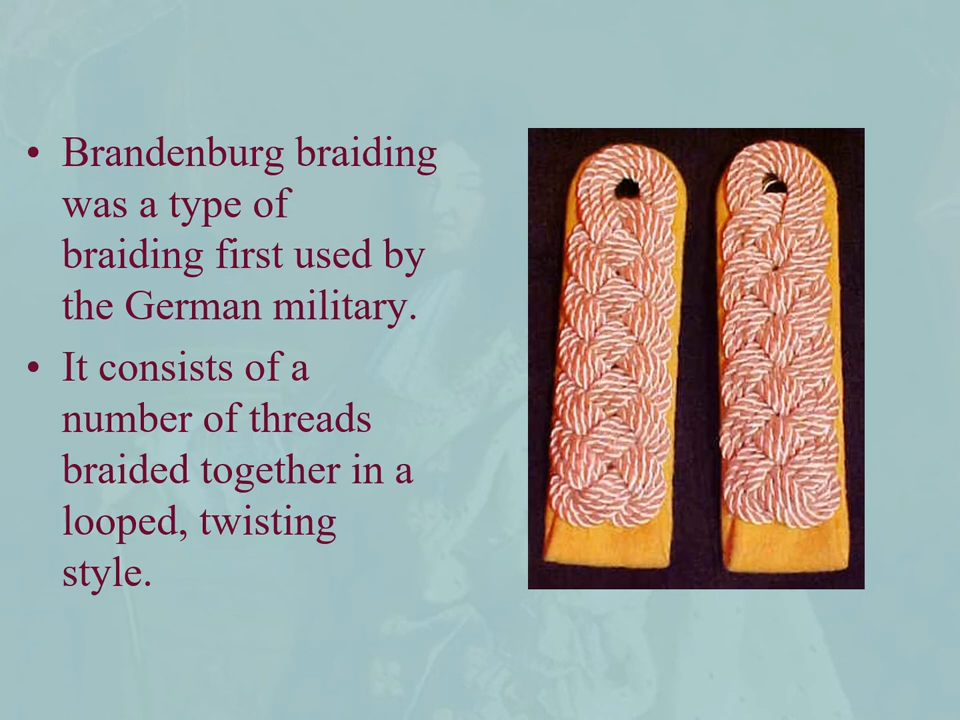 • Brandenburg braiding
was a type of
braiding first used by
the German military.
• It consists of a
number of threads
braided together in a
looped, twisting
style.